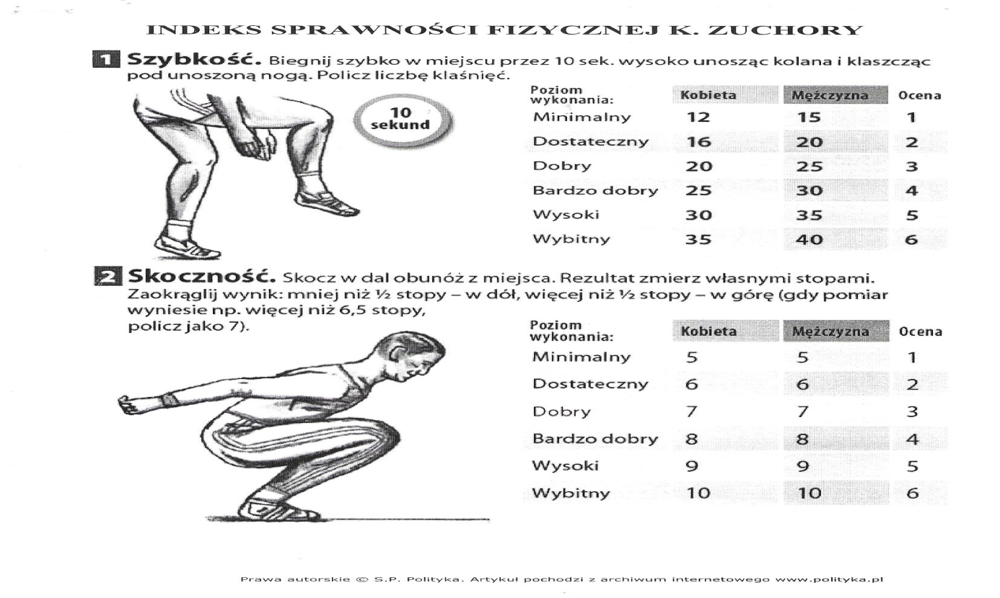 INDEKS SPRAWNOŚCI FIZYCZNEJ K. ZUCHORY
1 Szybkość. Biegnij szybko w miejscu przez 10 sek. wysoko unosząc kolana i klaszcząc
pod unoszoną nogą. Policz liczbę klaśnięć.
10
sekund
Poziom
wykonania: Kobieta Mężczyzna Ocena
Minimalny 12 15 1
Dostateczny 16 20 2
Dobry 20 25 3
Bardzo dobry 25 30 4
Wysoki 30 35 5
Wybitny 35 40 6
2 Skoczność. Skocz w dal obunóż z miejsca. Rezultat zmierz własnymi stopami.
Zaokrąglij wynik: mniej niż ½ stopy – w dół, więcej niż ½ stopy – w górę (gdy pomiar
wyniesie np. więcej niż 6,5 stopy,
policz jako 7).
Poziom
wykonania: Kobieta Mężczyzna Ocena
Minimalny 5 5 1
Dostateczny 6 6 2
Dobry 7 7 3
Bardzo dobry 8 8 4
Wysoki 9 9 5
Wybitny 10 10 6
Prawa autorskie © S.P. Polityka. Artykuł pochodzi z archiwum internetowego www.polityka.pl